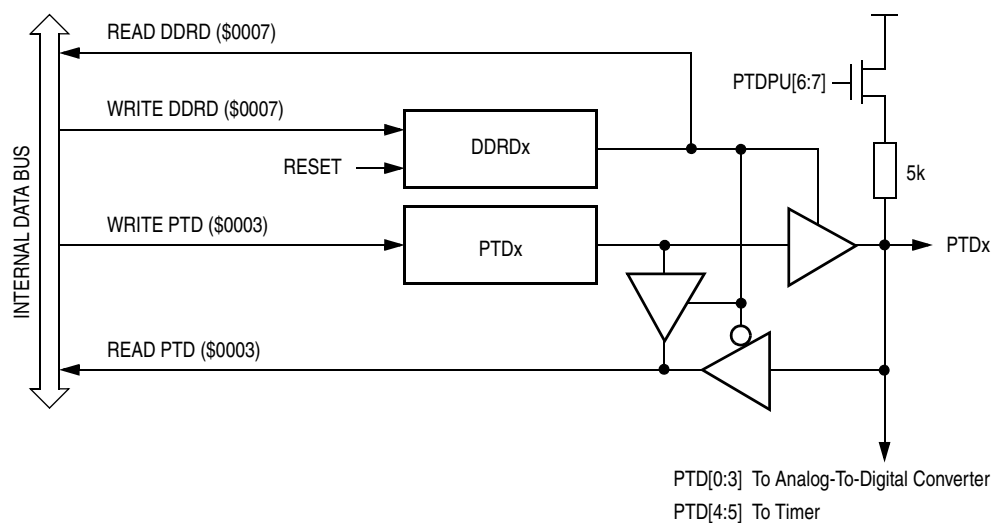 READ DDRD ($0007)
PTDPU[6:7]
WRITE DDRD ($0007)
DDRDx
RESET
5k
INTERNAL DATA BUS
WRITE PTD ($0003)
PTDx
PTDx
READ PTD ($0003)
PTD[0:3] To Analog-To-Digital Converter
PTD[4:5] To Timer